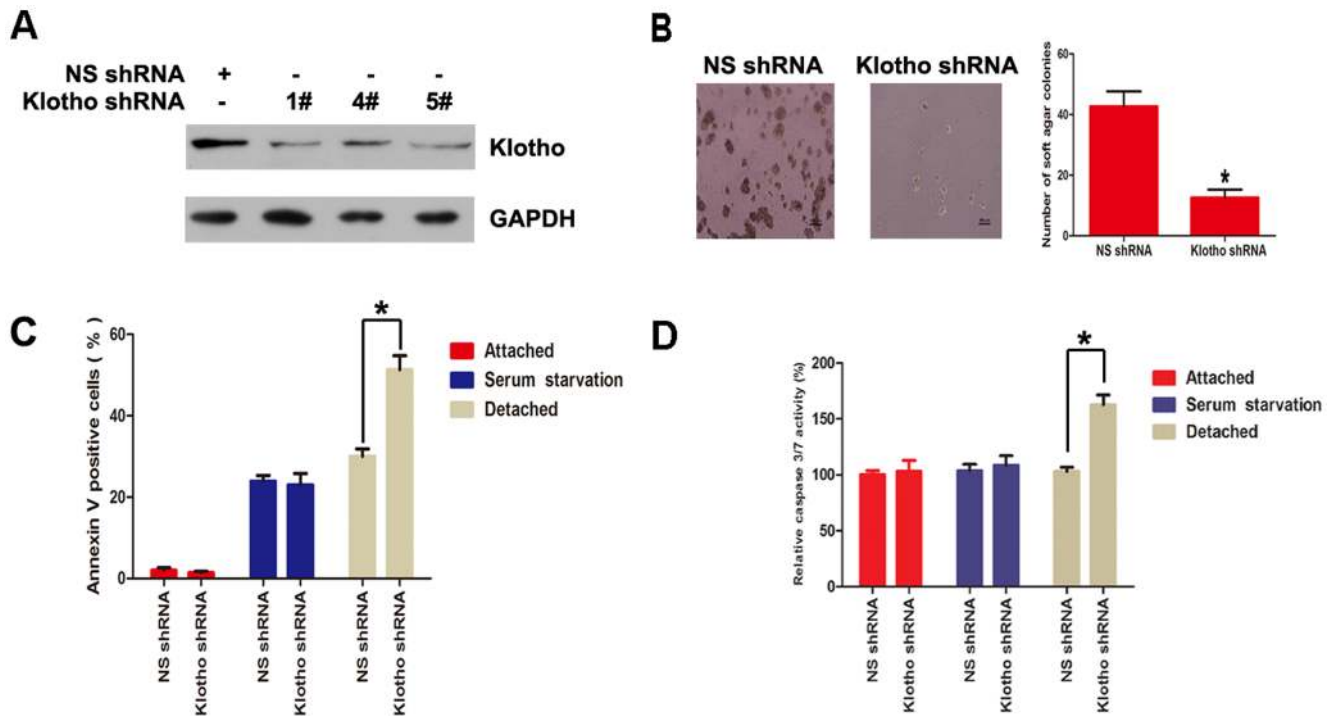 A
NS shRNA + - - -
Klotho shRNA - 1# 4# 5#
Klotho
GAPDH
B
NS shRNA Klotho shRNA
Number of soft agar colonies
60
40
20
0
NS shRNA Klotho shRNA
*
C
Annexin V positive cells ( % )
60
40
20
0
*
Attached
Serum starvation
Detached
NS shRNA
Klotho shRNA
NS shRNA
Klotho shRNA
NS shRNA
Klotho shRNA
D
Relative caspase 3/7 activity (%)
200
150
100
50
0
*
Attached
Serum starvation
Detached
NS shRNA
Klotho shRNA
NS shRNA
Klotho shRNA
NS shRNA
Klotho shRNA